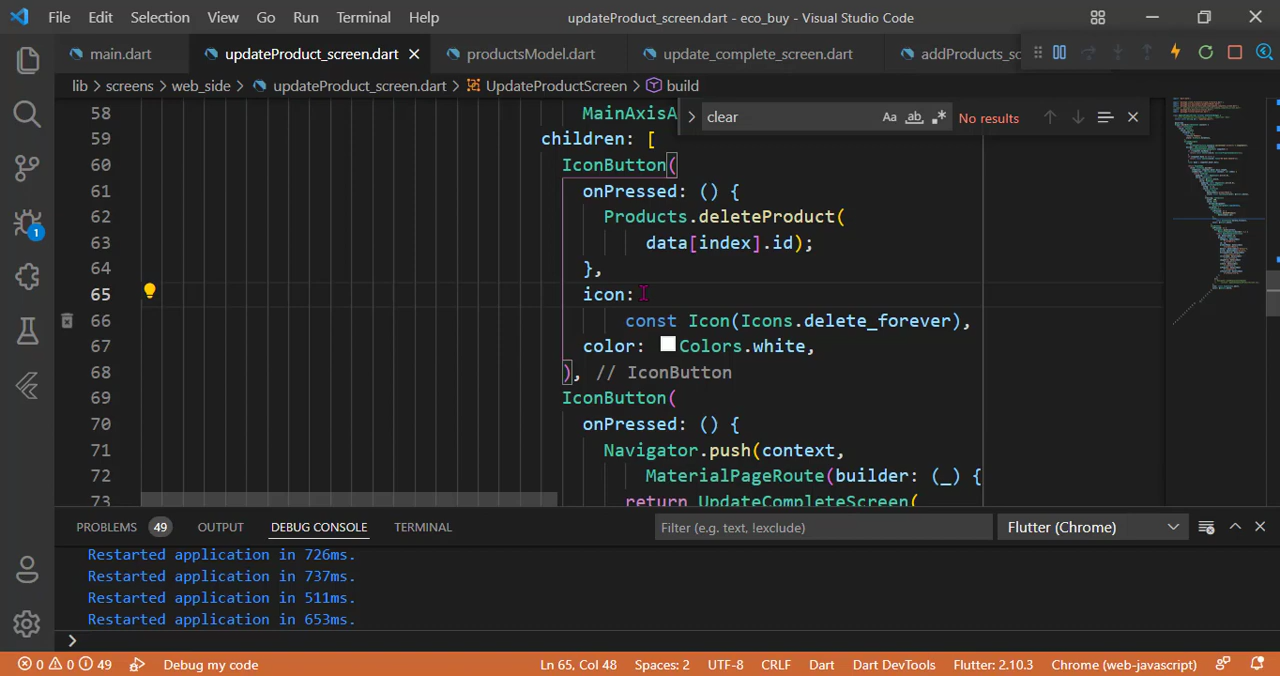 File Edit Selection View Go Run Terminal Help updateProduct_screen.dart - eco_buy - Visual Studio Code
main.dart updateProduct_screen.dart productsModel.dart update_complete_screen.dart addProducts_sc
lib > screens > web_side > updateProduct_screen.dart > UpdateProductScreen > build
clear Aa ab No results
58 MainAxisA
59 children: [
60 IconButton(
61 onPressed: () {
62 Products.deleteProduct(
63 data[index].id);
64 },
65 icon:
66 const Icon(Icons.delete_forever),
67 color: Colors.white,
68 ), // IconButton
69 IconButton(
70 onPressed: () {
71 Navigator.push(context,
72 MaterialPageRoute(builder: (_) {
73 return UpdateCompleteScreen(
PROBLEMS 49 OUTPUT DEBUG CONSOLE TERMINAL Filter (e.g. text, !exclude) Flutter (Chrome)
Restarted application in 726ms.
Restarted application in 737ms.
Restarted application in 511ms.
Restarted application in 653ms.
>
0 0 49 Debug my code Ln 65, Col 48 Spaces: 2 UTF-8 CRLF Dart Dart DevTools Flutter: 2.10.3 Chrome (web-javascript)